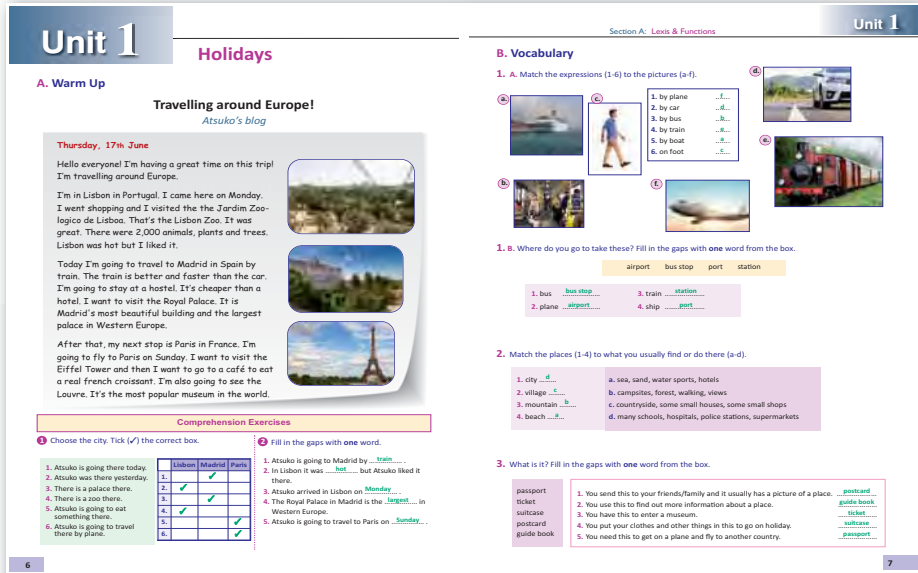 Unit 1
Holidays
A. Warm Up
Travelling around Europe!
Atsuko's blog
Thursday, 17th June
Hello everyone! I'm having a great time on this trip!
I'm travelling around Europe.
I'm in Lisbon in Portugal. I came here on Monday.
I went shopping and I visited the the Jardim Zoo-
logico de Lisboa. That's the Lisbon Zoo. It was
great. There were 2,000 animals, plants and trees.
Lisbon was hot but I liked it.
Today I'm going to travel to Madrid in Spain by
train. The train is better and faster than the car.
I'm going to stay at a hostel. It's cheaper than a
hotel. I want to visit the Royal Palace. It is
Madrid's most beautiful building and the largest
palace in Western Europe.
After that, my next stop is Paris in France. I'm
going to fly to Paris on Sunday. I want to visit the
Eiffel Tower and then I want to go to a café to eat
a real french croissant. I'm also going to see the
Louvre. It's the most popular museum in the world.
Comprehension Exercises
1 Choose the city. Tick (✓) the correct box.
1. Atsuko is going there today.
2. Atsuko was there yesterday.
3. There is a palace there.
4. There is a zoo there.
5. Atsuko is going to eat
something there.
6. Atsuko is going to travel
there by plane.
Lisbon Madrid Paris
1. ✓
2. ✓
3. ✓
4. ✓
5. ✓
6. ✓
2 Fill in the gaps with one word.
1. Atsuko is going to Madrid by train .
2. In Lisbon it was hot but Atsuko liked it
there.
3. Atsuko arrived in Lisbon on Monday .
4. The Royal Palace in Madrid is the largest in
Western Europe.
5. Atsuko is going to travel to Paris on Sunday .
6
Section A: Lexis & Functions
Unit 1
B. Vocabulary
1. A. Match the expressions (1-6) to the pictures (a-f).
a.
c.
d.
1. by plane f
2. by car d
3. by bus b
4. by train e
5. by boat a
6. on foot c
e.
b.
f.
1. B. Where do you go to take these? Fill in the gaps with one word from the box.
airport bus stop port station
1. bus bus stop 3. train station
2. plane airport 4. ship port
2. Match the places (1-4) to what you usually find or do there (a-d).
1. city d a. sea, sand, water sports, hotels
2. village c b. campsites, forest, walking, views
3. mountain b c. countryside, some small houses, some small shops
4. beach a d. many schools, hospitals, police stations, supermarkets
3. What is it? Fill in the gaps with one word from the box.
passport
ticket
suitcase
postcard
guide book
1. You send this to your friends/family and it usually has a picture of a place. postcard
2. You use this to find out more information about a place. guide book
3. You have this to enter a museum. ticket
4. You put your clothes and other things in this to go on holiday. suitcase
5. You need this to get on a plane and fly to another country. passport
7